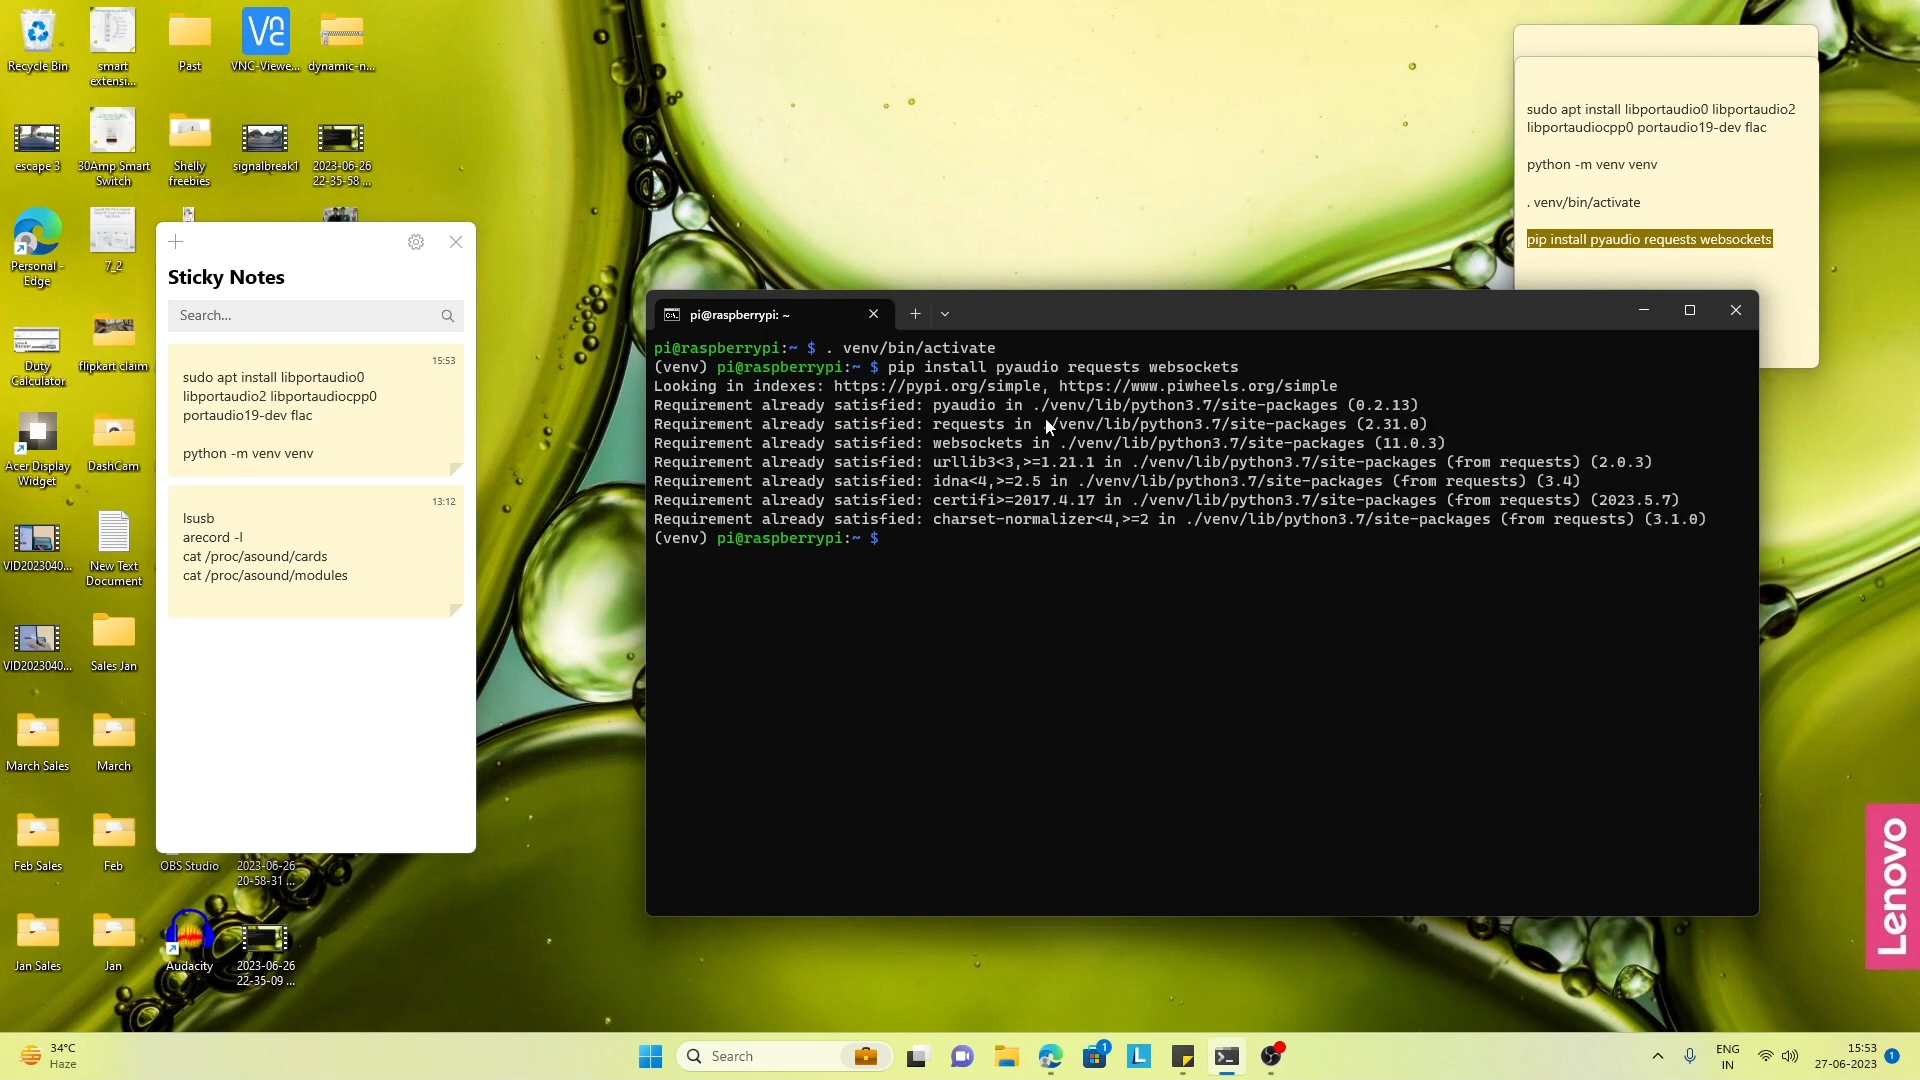 Recycle Bin
smart
extensi...
Past
VNC-Viewe...
dynamic-n...
escape 3
30Amp Smart
Switch
Shelly
freebies
signalbreak1
2023-06-26
22-35-58 ...
Personal -
Edge
7_2
Duty
Calculator
flipkart claim
Acer Display
Widget
DashCam
VID2023040...
New Text
Document
VID2023040...
Sales Jan
March Sales
March
Feb Sales
Feb
OBS Studio
2023-06-26
20-58-31 ...
Jan Sales
Jan
Audacity
2023-06-26
22-35-09 ...
Sticky Notes
Search...
15:53
sudo apt install libportaudio0
libportaudio2 libportaudiocpp0
portaudio19-dev flac
python -m venv venv
13:12
lsusb
arecord -l
cat /proc/asound/cards
cat /proc/asound/modules
sudo apt install libportaudio0 libportaudio2
libportaudiocpp0 portaudio19-dev flac
python -m venv venv
. venv/bin/activate
pip install pyaudio requests websockets
pi@raspberrypi: ~
pi@raspberrypi:~ $ . venv/bin/activate
(venv) pi@raspberrypi:~ $ pip install pyaudio requests websockets
Looking in indexes: https://pypi.org/simple, https://www.piwheels.org/simple
Requirement already satisfied: pyaudio in ./venv/lib/python3.7/site-packages (0.2.13)
Requirement already satisfied: requests in ./venv/lib/python3.7/site-packages (2.31.0)
Requirement already satisfied: websockets in ./venv/lib/python3.7/site-packages (11.0.3)
Requirement already satisfied: urllib3<3,>=1.21.1 in ./venv/lib/python3.7/site-packages (from requests) (2.0.3)
Requirement already satisfied: idna<4,>=2.5 in ./venv/lib/python3.7/site-packages (from requests) (3.4)
Requirement already satisfied: certifi>=2017.4.17 in ./venv/lib/python3.7/site-packages (from requests) (2023.5.7)
Requirement already satisfied: charset-normalizer<4,>=2 in ./venv/lib/python3.7/site-packages (from requests) (3.1.0)
(venv) pi@raspberrypi:~ $
Lenovo
34°C
Haze
Search
1
L
ENG
IN
15:53
27-06-2023
1